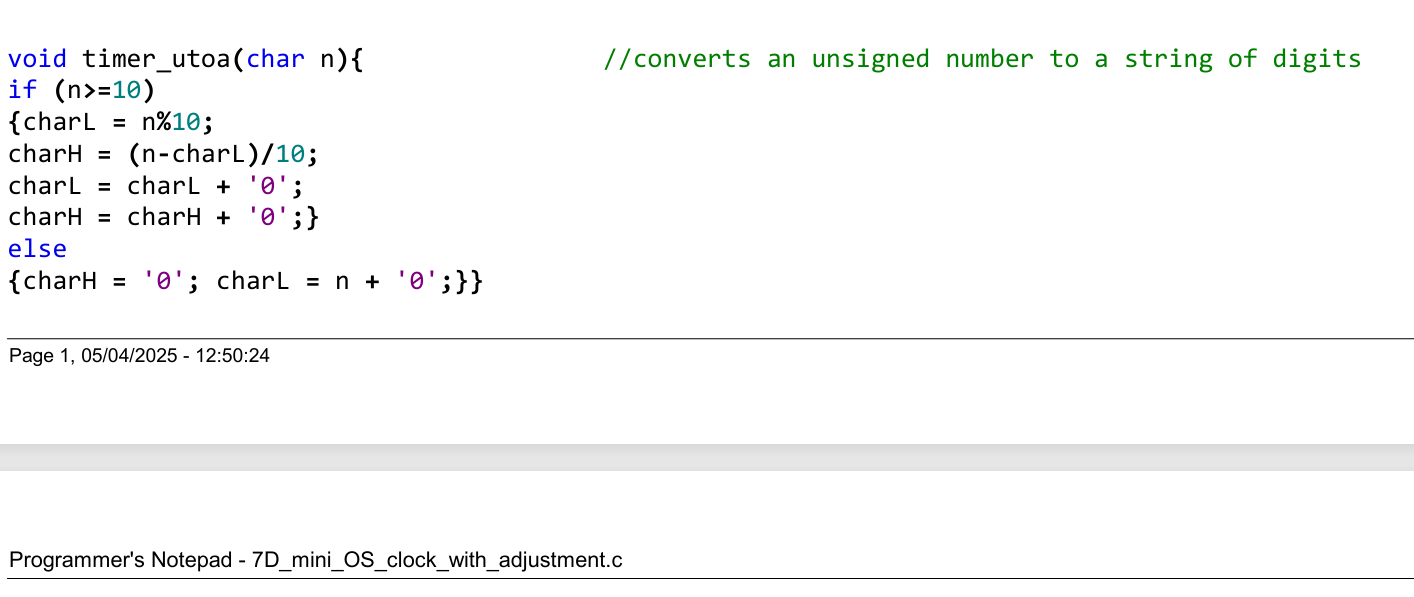 void timer_utoa(char n){ //converts an unsigned number to a string of digits
if (n>=10)
{charL = n%10;
charH = (n-charL)/10;
charL = charL + '0';
charH = charH + '0';}
else
{charH = '0'; charL = n + '0';}}
Page 1, 05/04/2025 - 12:50:24
Programmer's Notepad - 7D_mini_OS_clock_with_adjustment.c